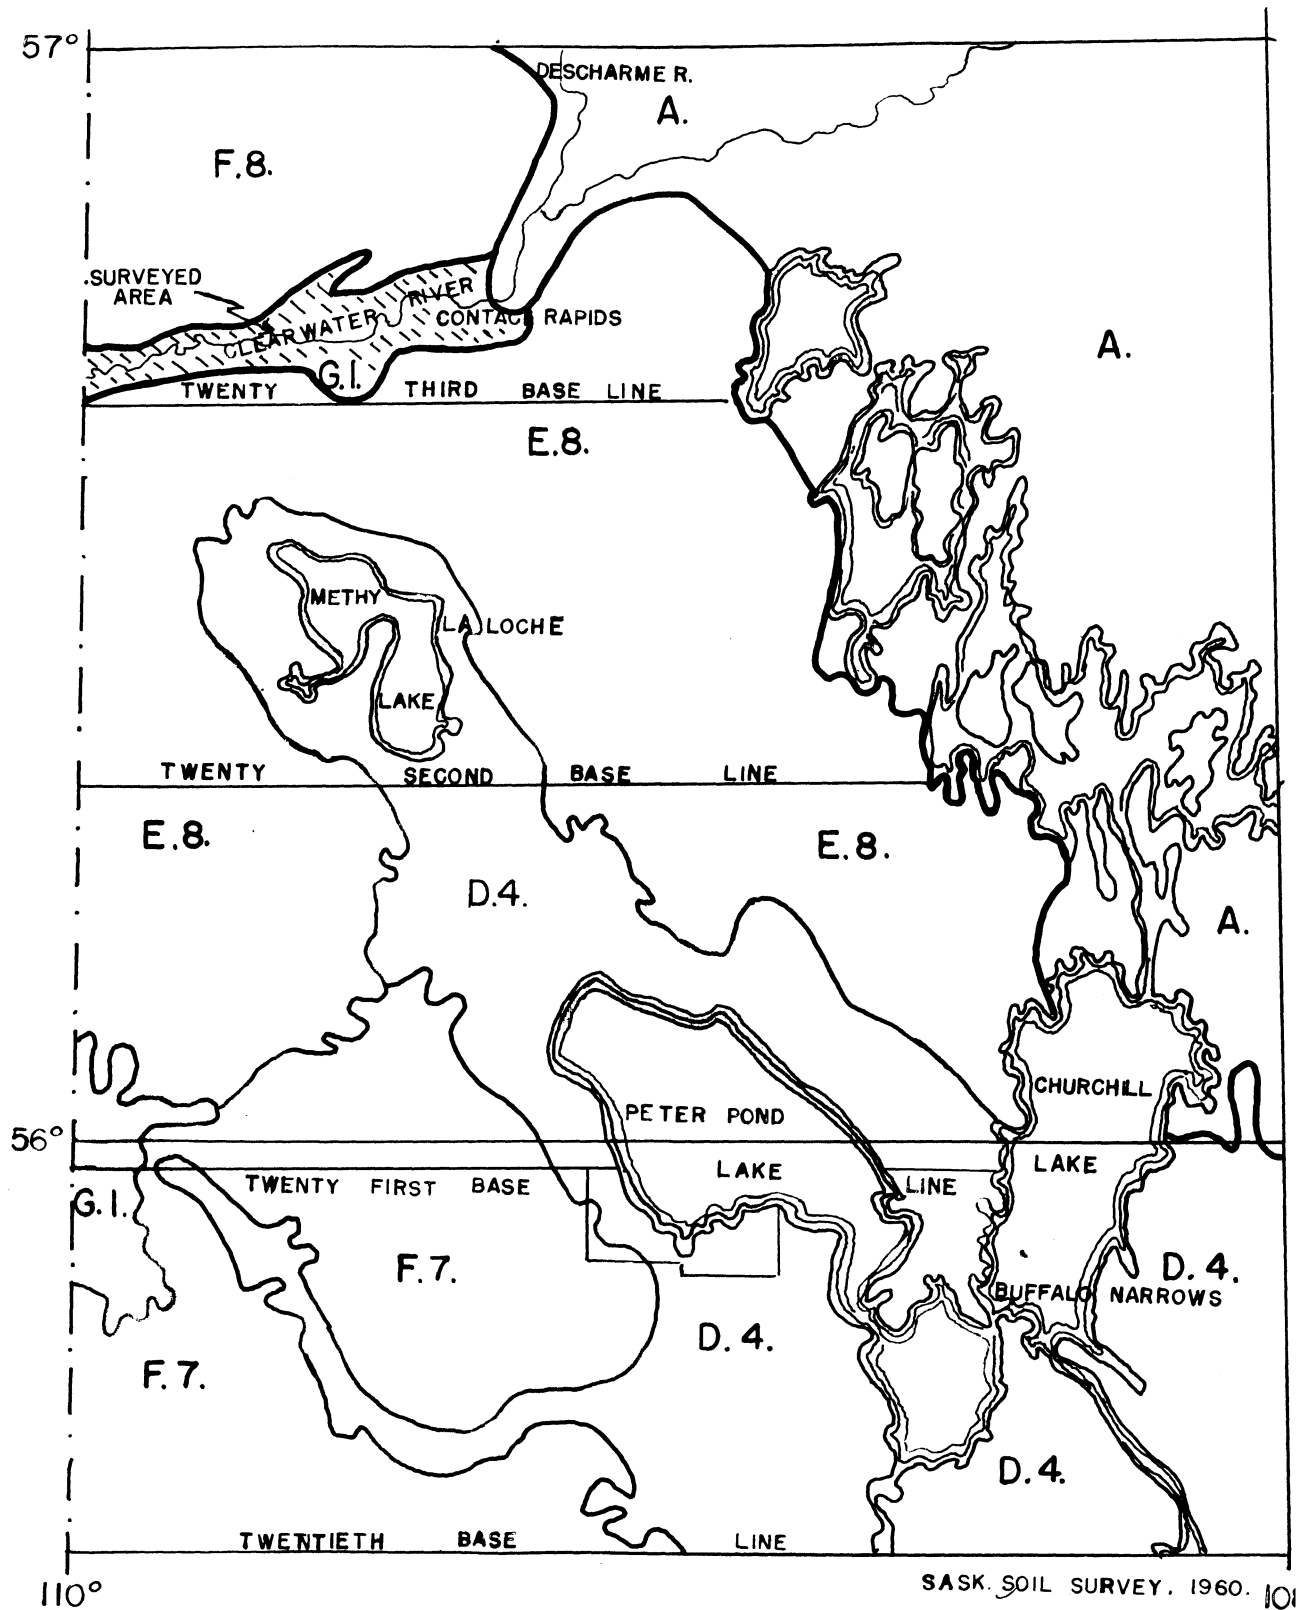 57°
DESCHARME R.
A.
F.8.
SURVEYED
AREA
CLEARWATER RIVER
CONTACT RAPIDS
A.
G.I.
TWENTY THIRD BASE LINE
E.8.
METHY
LA LOCHE
LAKE
TWENTY SECOND BASE LINE
E.8.
E.8.
D.4.
A.
CHURCHILL
PETER POND
56°
LAKE
LAKE
TWENTY FIRST BASE LINE
G.I.
F.7.
D.4.
BUFFALO NARROWS
D.4.
F.7.
D.4.
TWENTIETH BASE LINE
110°
SASK. SOIL SURVEY. 1960.